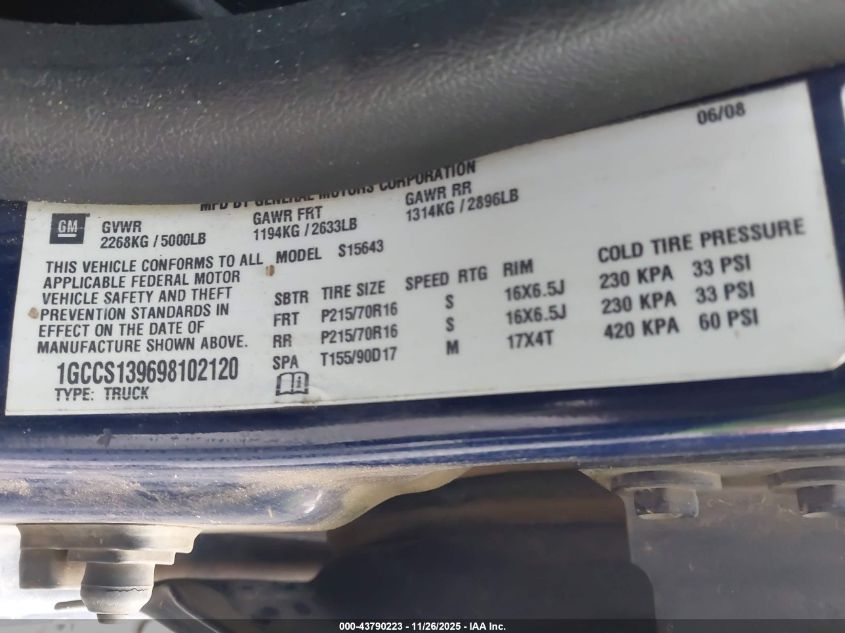 06/08
MFD BY GENERAL MOTORS CORPORATION
GM
GVWR GAWR FRT GAWR RR
2268KG / 5000LB 1194KG / 2633LB 1314KG / 2896LB
THIS VEHICLE CONFORMS TO ALL
APPLICABLE FEDERAL MOTOR
VEHICLE SAFETY AND THEFT
PREVENTION STANDARDS IN
EFFECT ON THE DATE OF
MANUFACTURE SHOWN ABOVE.
1GCCS139698102120
TYPE: TRUCK
MODEL S15643
SBTR TIRE SIZE SPEED RTG RIM COLD TIRE PRESSURE
FRT P215/70R16 S 16X6.5J 230 KPA 33 PSI
RR P215/70R16 S 16X6.5J 230 KPA 33 PSI
SPA T155/90D17 M 17X4T 420 KPA 60 PSI
000-43790223 - 11/26/2025 - IAA Inc.